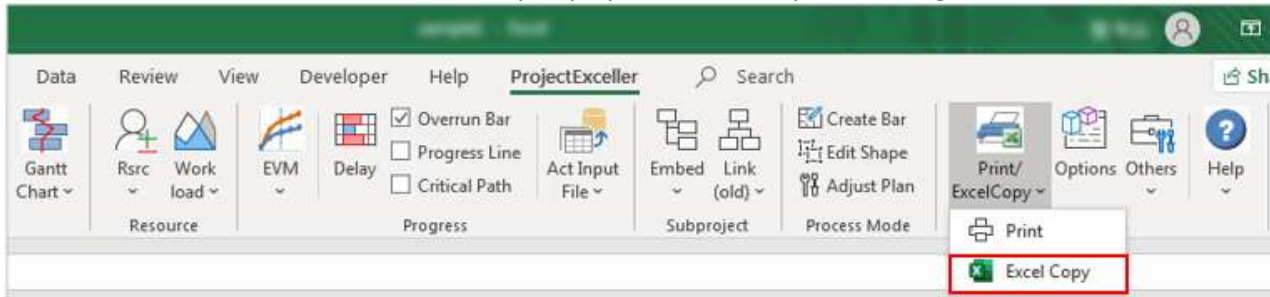 Data Review View Developer Help ProjectExceller Search Sh
Overrun Bar
Progress Line
Critical Path
Create Bar
Edit Shape
Adjust Plan
Gantt
Chart
Rsrc
Work
load
EVM
Delay
Act Input
File
Embed
Link
(old)
Print/
ExcelCopy
Options
Others
Help
Resource Progress Subproject Process Mode
Print
Excel Copy